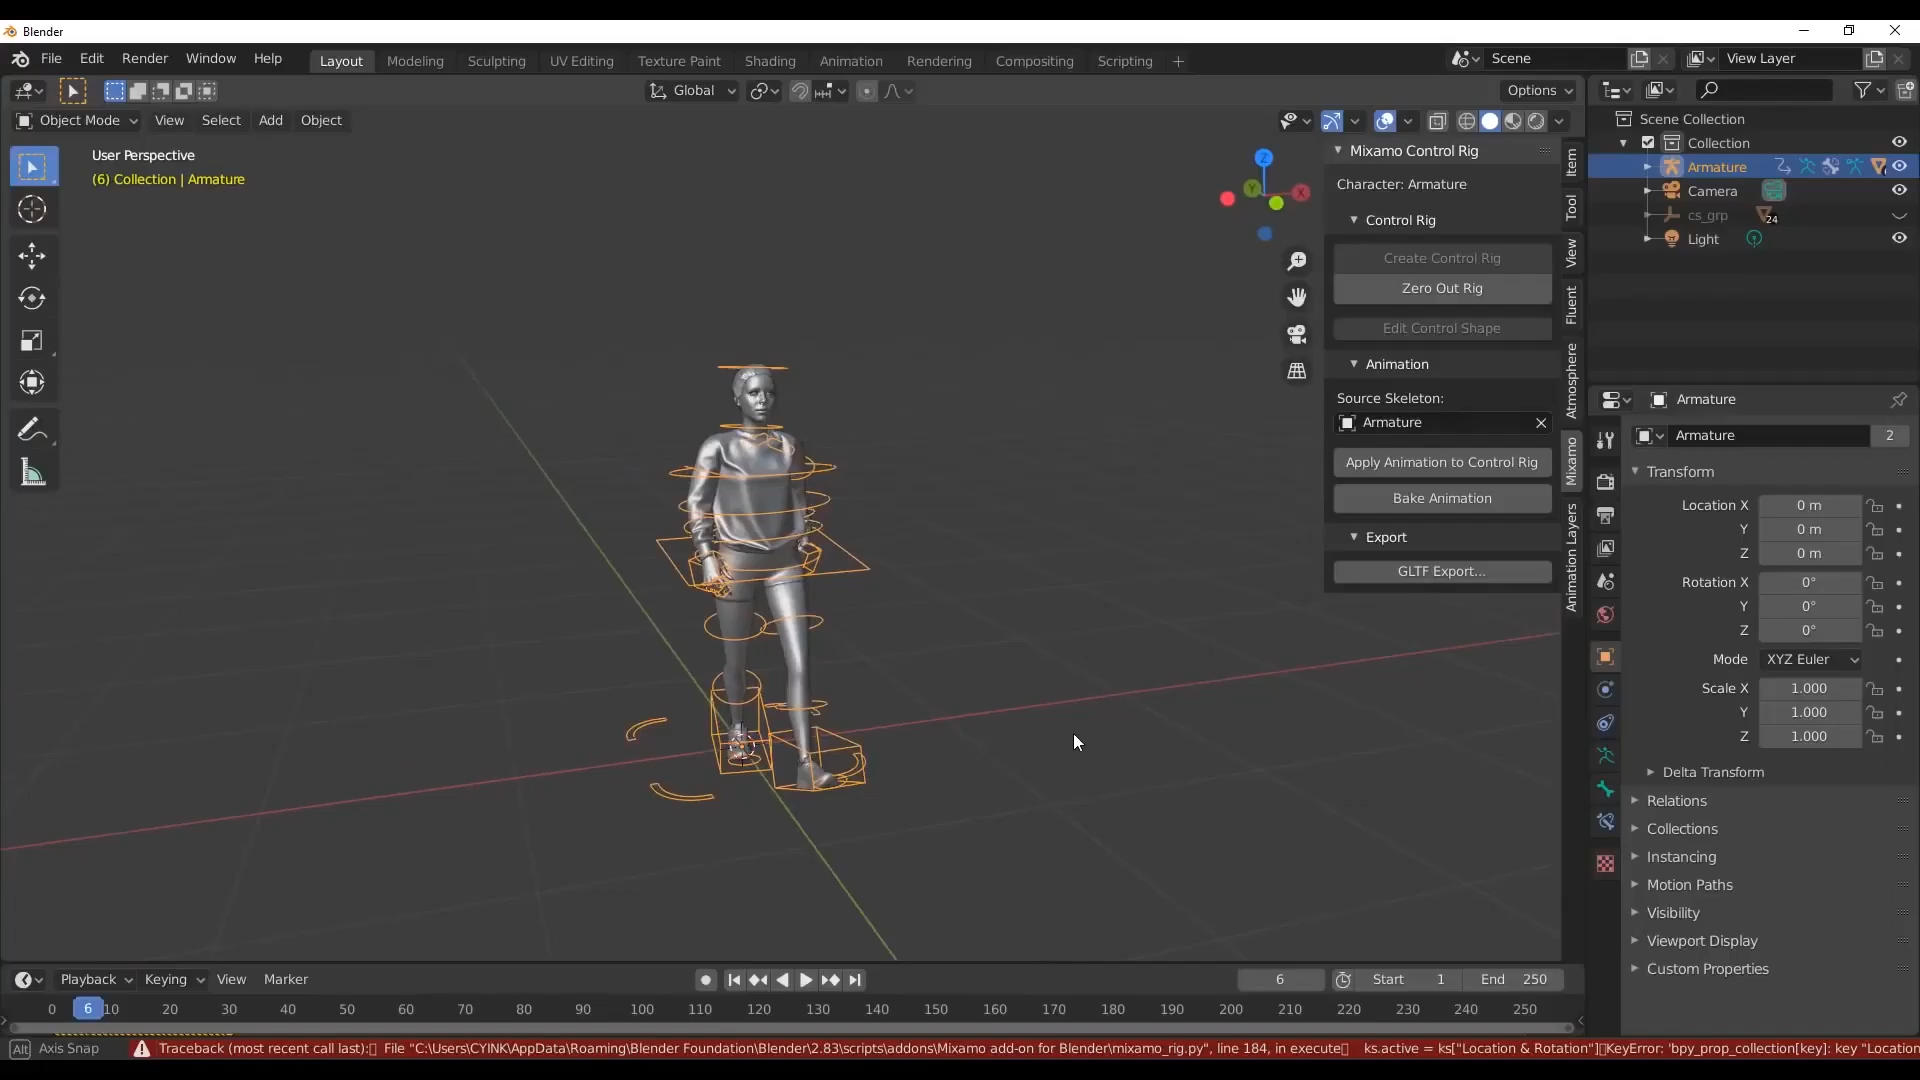 Blender
File Edit Render Window Help Layout Modeling Sculpting UV Editing Texture Paint Shading Animation Rendering Compositing Scripting + Scene View Layer
Global Options
Object Mode View Select Add Object
User Perspective
(6) Collection | Armature
Z
Y
X
Mixamo Control Rig
Character: Armature
Control Rig
Create Control Rig
Zero Out Rig
Edit Control Shape
Animation
Source Skeleton:
Armature
Apply Animation to Control Rig
Bake Animation
Export
GLTF Export...
Item
Tool
View
Fluent
Atmosphere
Mixamo
Animation Layers
Scene Collection
Collection
Armature
Camera
cs_grp 24
Light
Armature
Armature 2
Transform
Location X 0 m
Y 0 m
Z 0 m
Rotation X 0°
Y 0°
Z 0°
Mode XYZ Euler
Scale X 1.000
Y 1.000
Z 1.000
Delta Transform
Relations
Collections
Instancing
Motion Paths
Visibility
Viewport Display
Custom Properties
Playback Keying View Marker 6 Start 1 End 250
0 6 10 20 30 40 50 60 70 80 90 100 110 120 130 140 150 160 170 180 190 200 210 220 230 240 250
Alt Axis Snap Traceback (most recent call last): File "C:\Users\CYINK\AppData\Roaming\Blender Foundation\Blender\2.83\scripts\addons\Mixamo add-on for Blender\mixamo_rig.py", line 184, in execute ks.active = ks["Location & Rotation"] KeyError: 'bpy_prop_collection[key]: key "Location